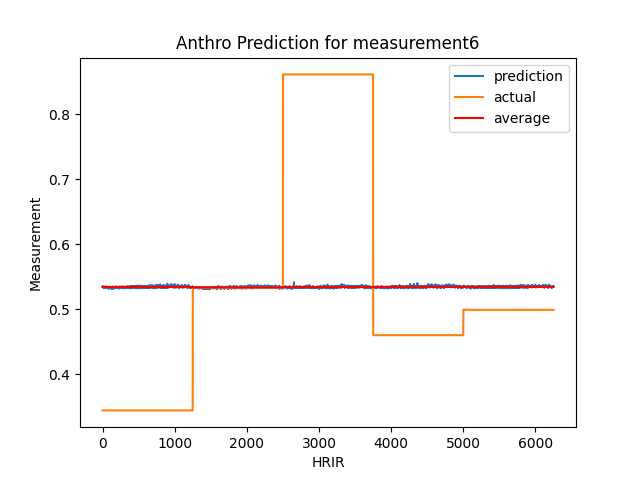 Anthro Prediction for measurement6
prediction
actual
average
Measurement
0.8
0.7
0.6
0.5
0.4
0 1000 2000 3000 4000 5000 6000
HRIR